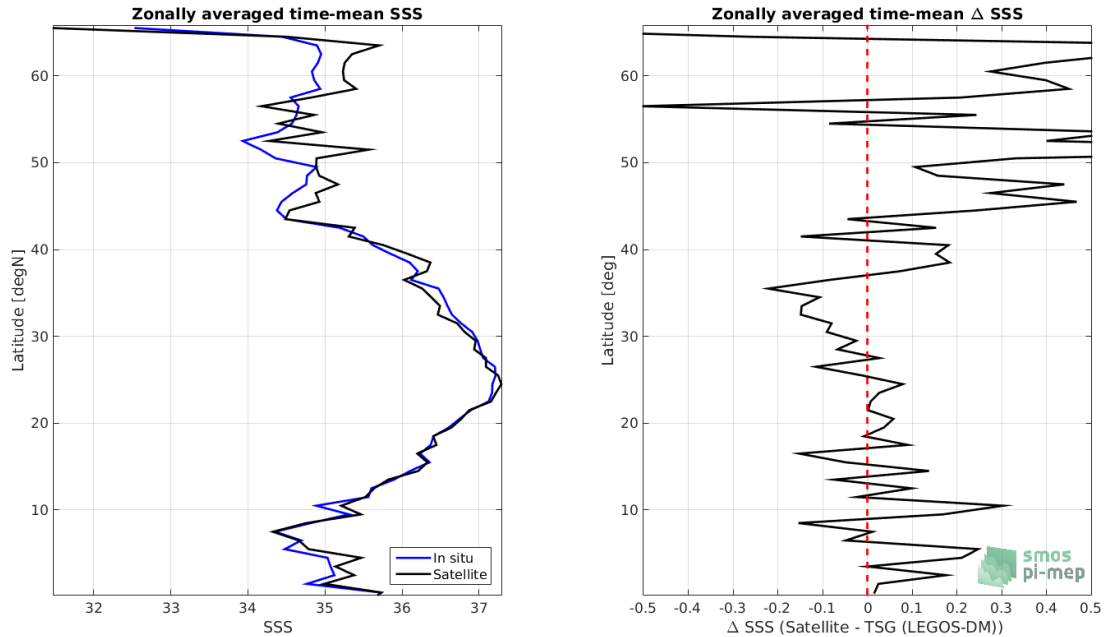 Zonally averaged time-mean SSS
Latitude [degN]
60
50
40
30
20
10
32
33
34
35
36
37
SSS
In situ
Satellite
Zonally averaged time-mean Δ SSS
Latitude [deg]
60
50
40
30
20
10
-0.5
-0.4
-0.3
-0.2
-0.1
0
0.1
0.2
0.3
0.4
0.5
Δ SSS (Satellite - TSG (LEGOS-DM))
smos
pi-mep